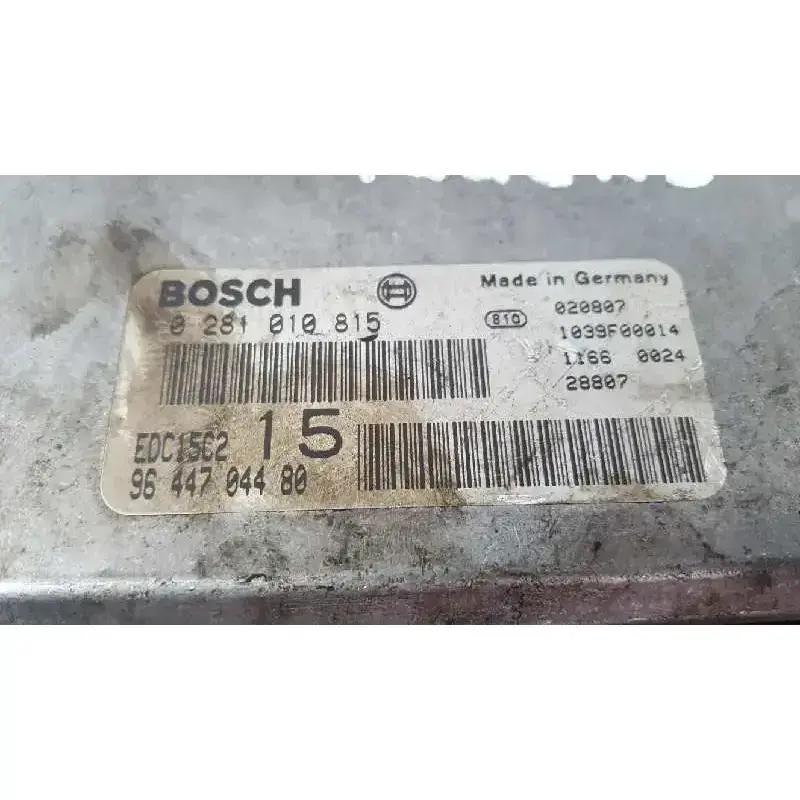 BOSCH
Made in Germany
0 281 010 815
810
020807
1039F00014
1166 0024
28807
EDC15C2
15
96 447 044 80